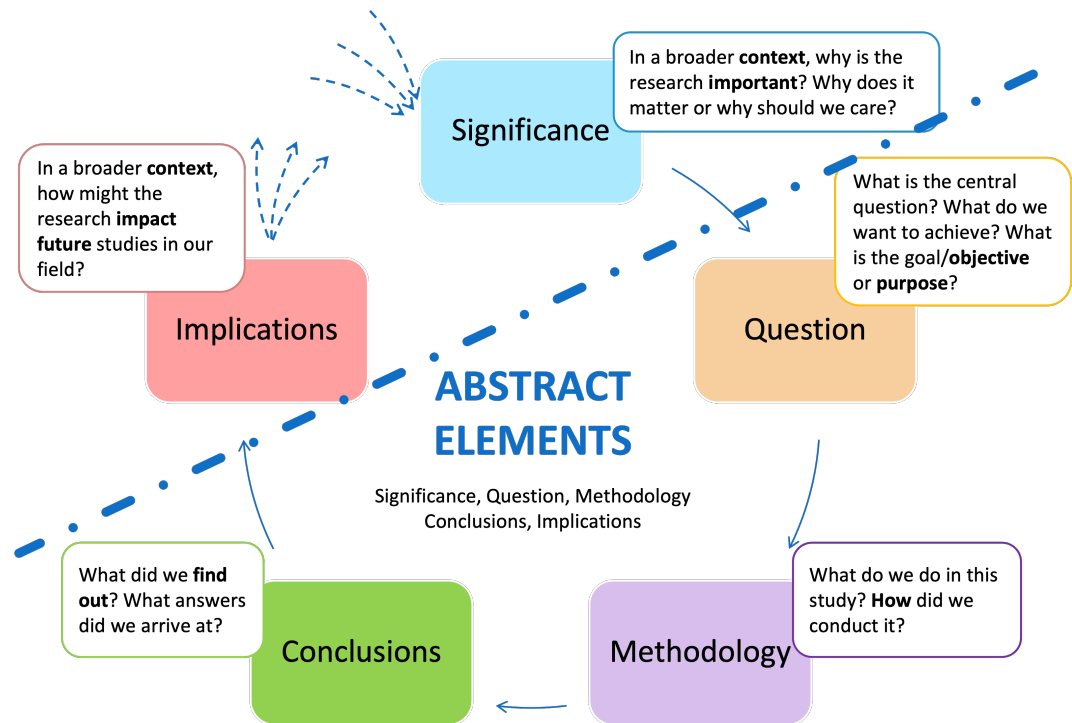 In a broader context, why is the
research important? Why does it
matter or why should we care?
Significance
In a broader context,
how might the
research impact
future studies in our
field?
What is the central
question? What do we
want to achieve? What
is the goal/objective
or purpose?
Implications
Question
ABSTRACT
ELEMENTS
Significance, Question, Methodology
Conclusions, Implications
What did we find
out? What answers
did we arrive at?
What do we do in this
study? How did we
conduct it?
Conclusions
Methodology